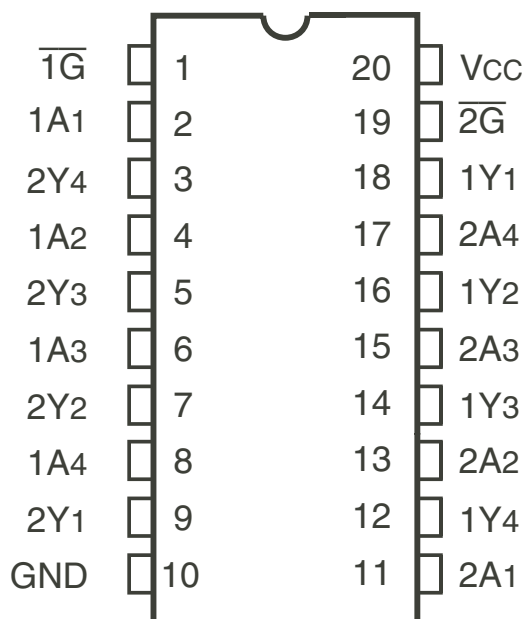 1̅G̅ 1 20 VCC
1A1 2 19 2̅G̅
2Y4 3 18 1Y1
1A2 4 17 2A4
2Y3 5 16 1Y2
1A3 6 15 2A3
2Y2 7 14 1Y3
1A4 8 13 2A2
2Y1 9 12 1Y4
GND 10 11 2A1